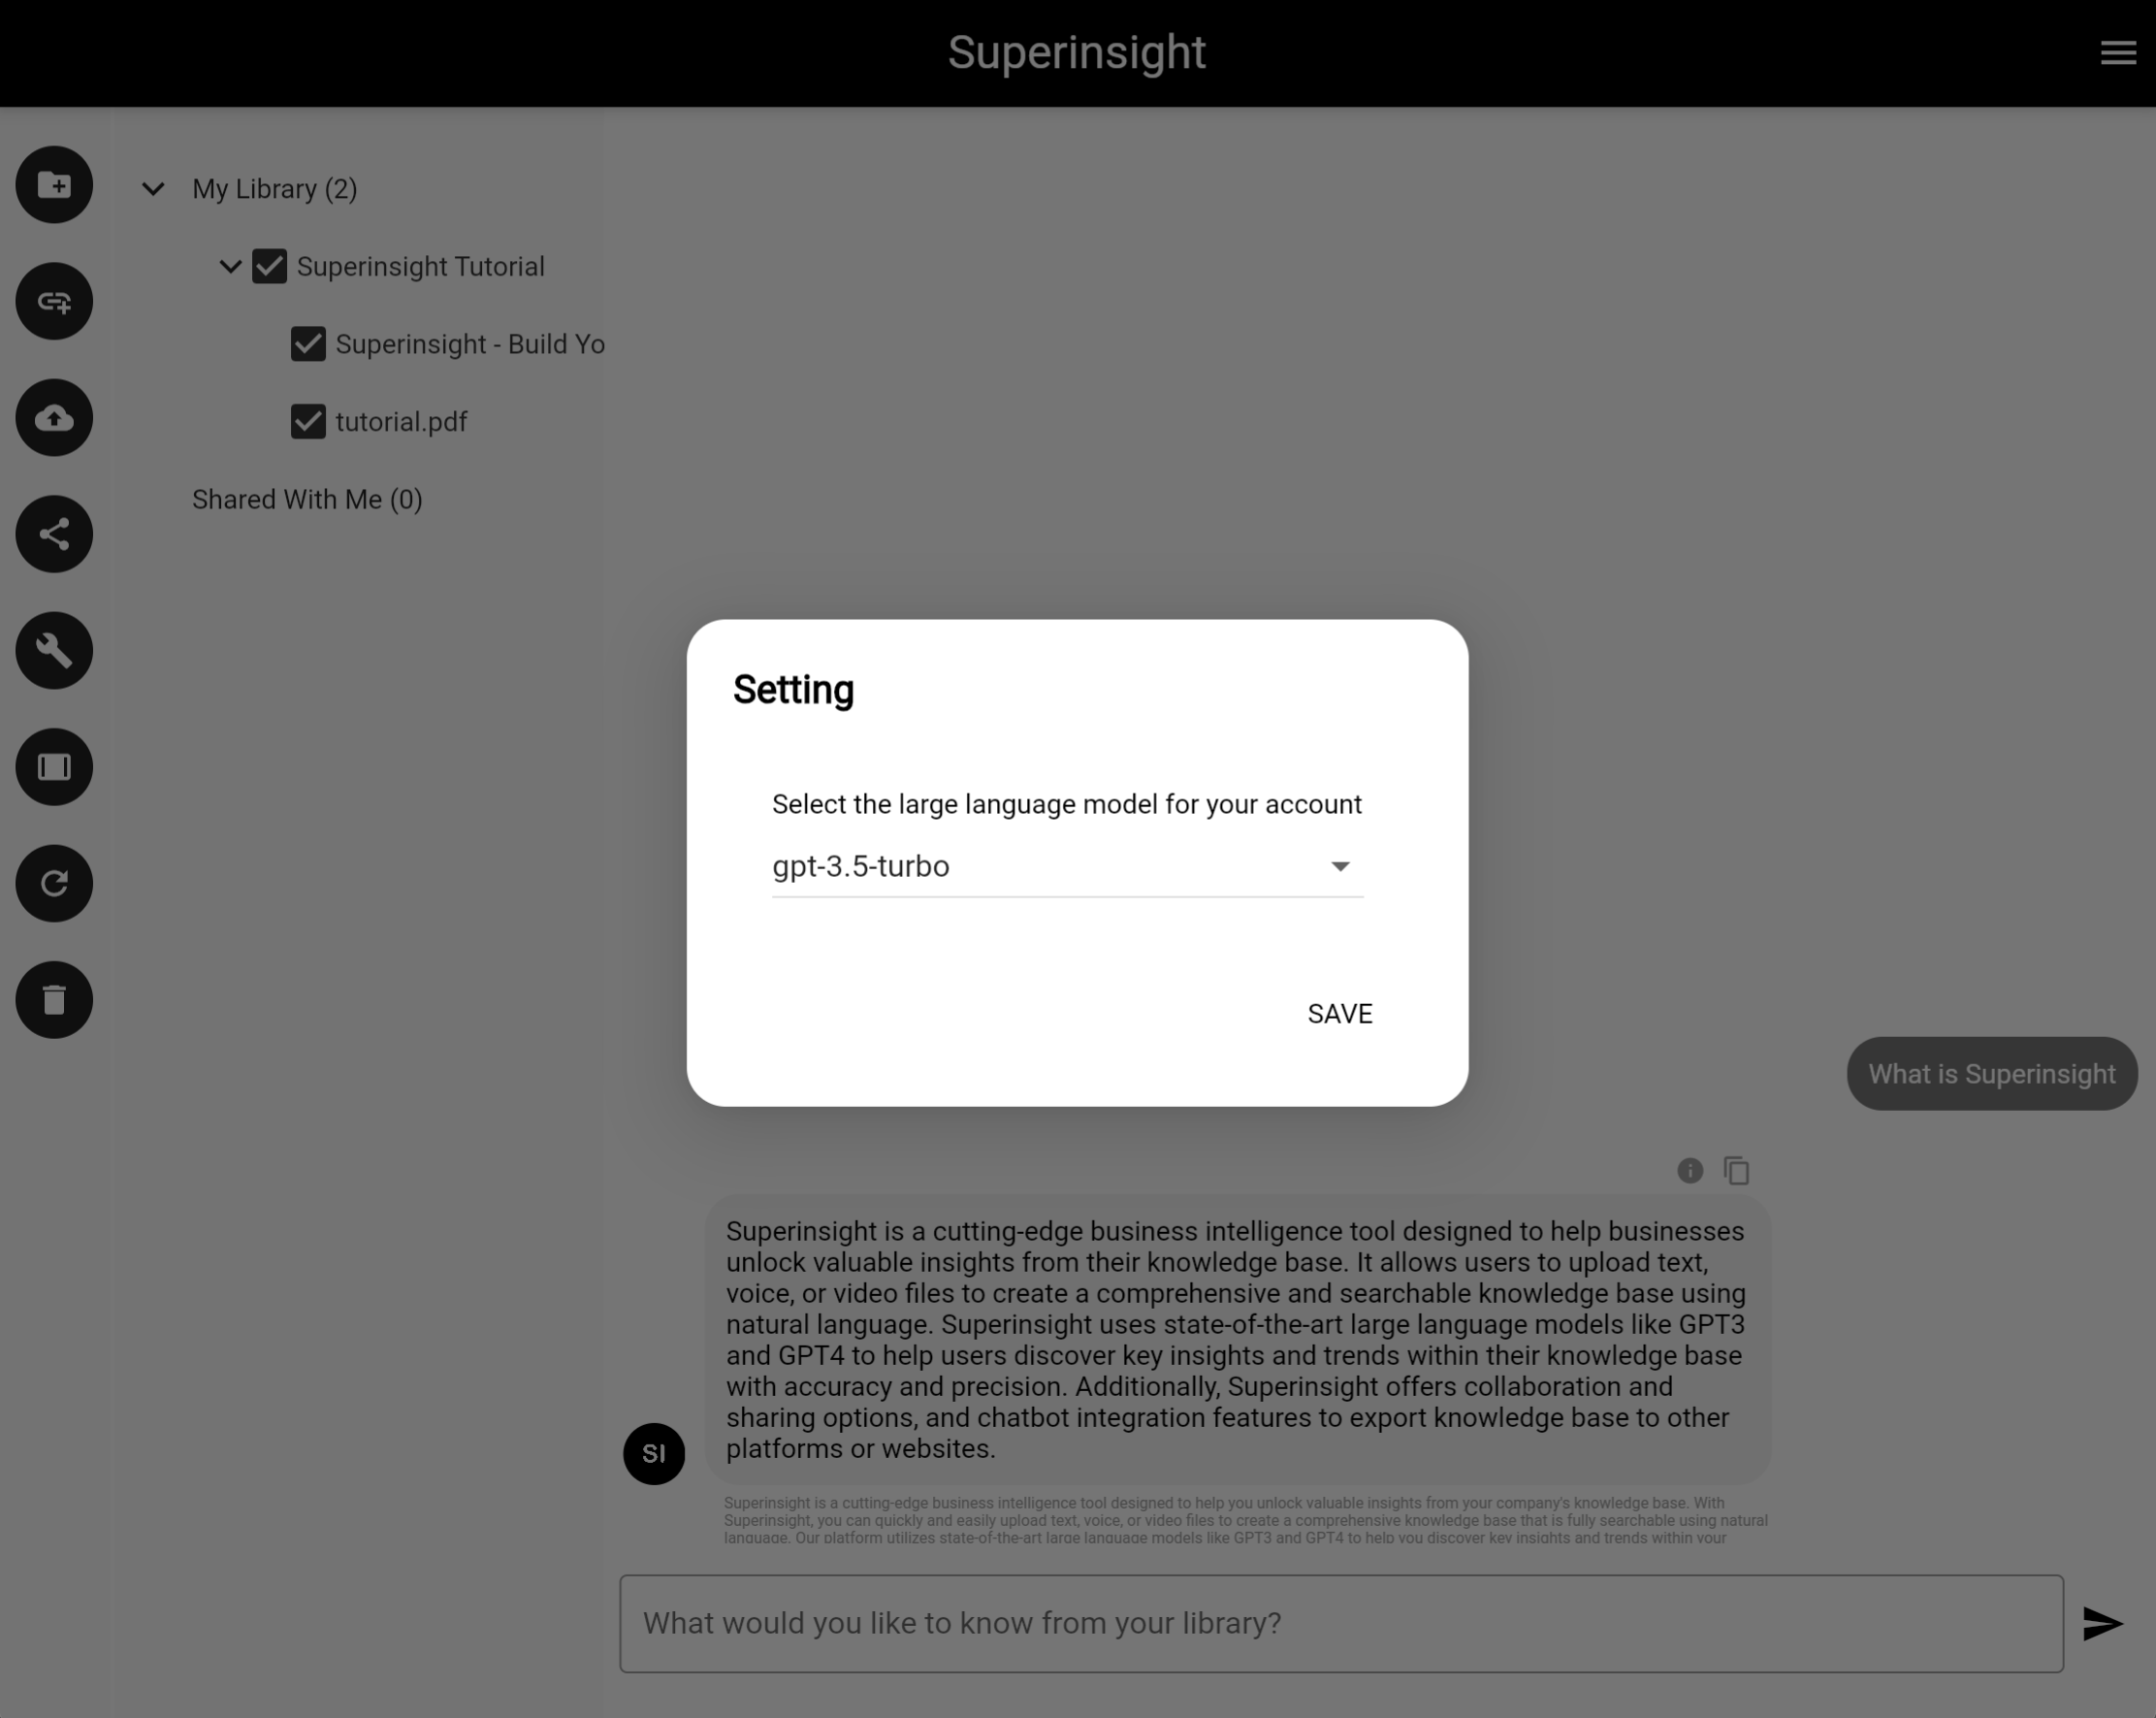 Superinsight
My Library (2)
Superinsight Tutorial
Superinsight - Build Yo
tutorial.pdf
Shared With Me (0)
Setting
Select the large language model for your account
gpt-3.5-turbo
SAVE
What is Superinsight
Superinsight is a cutting-edge business intelligence tool designed to help businesses
unlock valuable insights from their knowledge base. It allows users to upload text,
voice, or video files to create a comprehensive and searchable knowledge base using
natural language. Superinsight uses state-of-the-art large language models like GPT3
and GPT4 to help users discover key insights and trends within their knowledge base
with accuracy and precision. Additionally, Superinsight offers collaboration and
sharing options, and chatbot integration features to export knowledge base to other
platforms or websites.
SI
Superinsight is a cutting-edge business intelligence tool designed to help you unlock valuable insights from your company's knowledge base. With
Superinsight, you can quickly and easily upload text, voice, or video files to create a comprehensive knowledge base that is fully searchable using natural
language. Our platform utilizes state-of-the-art large language models like GPT3 and GPT4 to help you discover key insights and trends within your
What would you like to know from your library?